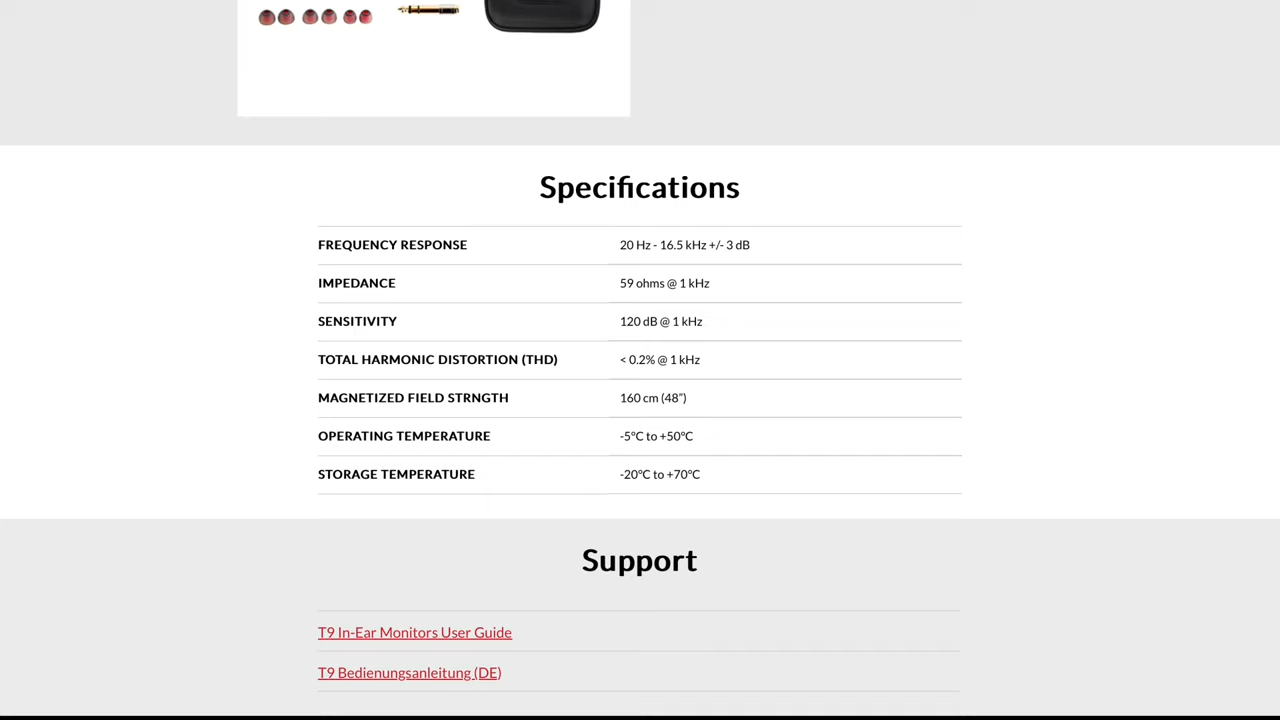 Specifications
FREQUENCY RESPONSE 20 Hz - 16.5 kHz +/- 3 dB
IMPEDANCE 59 ohms @ 1 kHz
SENSITIVITY 120 dB @ 1 kHz
TOTAL HARMONIC DISTORTION (THD) < 0.2% @ 1 kHz
MAGNETIZED FIELD STRNGTH 160 cm (48”)
OPERATING TEMPERATURE -5°C to +50°C
STORAGE TEMPERATURE -20°C to +70°C
Support
T9 In-Ear Monitors User Guide
T9 Bedienungsanleitung (DE)